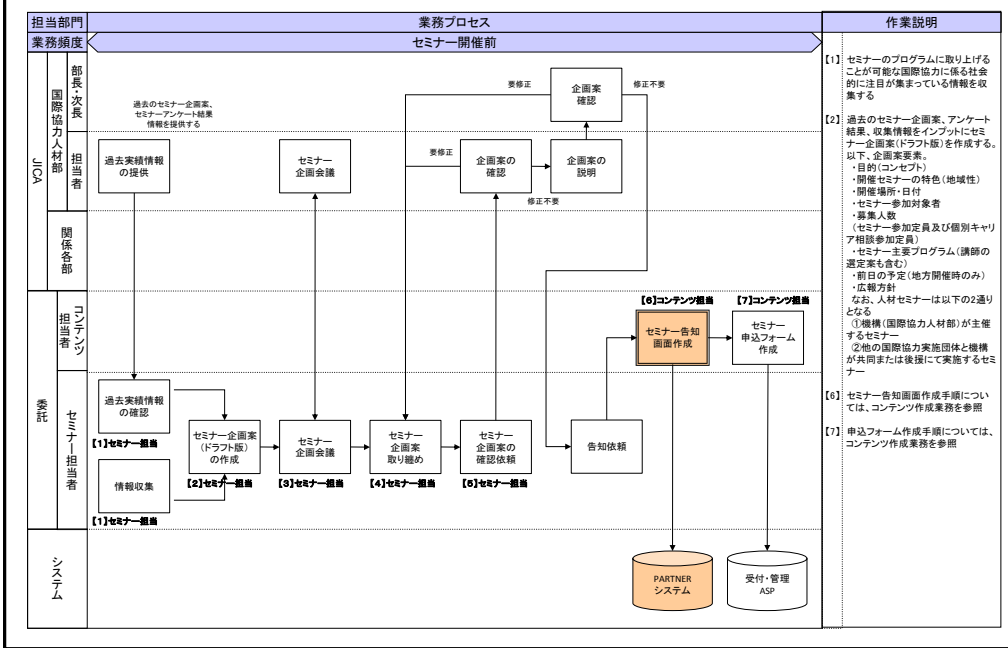 担当部門
業務プロセス
作業説明
業務頻度
セミナー開催前
JICA
国際協力人材部
部長・次長
担当者
関係各部
委託
コンテンツ担当者
セミナー担当者
システム
過去のセミナー企画案、
セミナーアンケート結果
情報を提供する
要修正
企画案
確認
修正不要
過去実績情報
の提供
セミナー
企画会議
要修正
企画案の
確認
企画案の
説明
修正不要
【6】コンテンツ担当
【7】コンテンツ担当
セミナー告知
画面作成
セミナー
申込フォーム
作成
過去実績情報
の確認
【1】セミナー担当
情報収集
【1】セミナー担当
セミナー企画案
(ドラフト版)
の作成
【2】セミナー担当
セミナー
企画会議
【3】セミナー担当
セミナー
企画案
取り纏め
【4】セミナー担当
セミナー
企画案の
確認依頼
【5】セミナー担当
告知依頼
PARTNER
システム
受付・管理
ASP
【1】 セミナーのプログラムに取り上げる
ことが可能な国際協力に係る社会
的に注目が集まっている情報を収
集する
【2】 過去のセミナー企画案、アンケート
結果、収集情報をインプットにセミ
ナー企画案(ドラフト版)を作成する。
以下、企画案要素。
・目的(コンセプト)
・開催セミナーの特色(地域性)
・開催場所・日付
・セミナー参加対象者
・募集人数
(セミナー参加定員及び個別キャリ
ア相談参加定員)
・セミナー主要プログラム(講師の
選定案も含む)
・前日の予定(地方開催時のみ)
・広報方針
なお、人材セミナーは以下の2通り
となる
①機構(国際協力人材部)が主催
するセミナー
②他の国際協力実施団体と機構
が共同または後援にて実施するセミ
ナー
【6】 セミナー告知画面作成手順につい
ては、コンテンツ作成業務を参照
【7】 申込フォーム作成手順については、
コンテンツ作成業務を参照